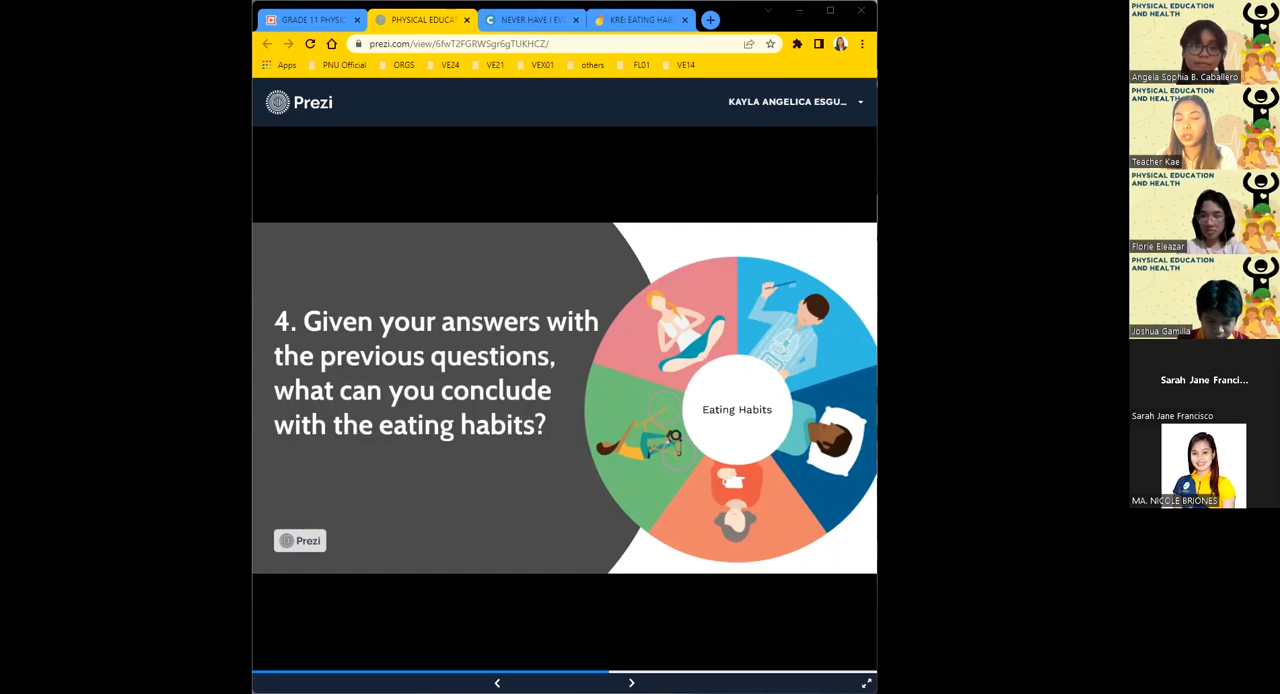 GRADE 11 PHYSIC
PHYSICAL EDUCAT
NEVER HAVE I EVE
KRE: EATING HABI
prezi.com/view/6fwT2FGRWSgr6gTUKHCZ/
Apps PNU Official ORGS VE24 VE21 VEX01 others FL01 VE14
Prezi
KAYLA ANGELICA ESGU...
4. Given your answers with
the previous questions,
what can you conclude
with the eating habits?
Eating Habits
Prezi
PHYSICAL EDUCATION
Angela Sophia B. Caballero
PHYSICAL EDUCATION
AND HEALTH
Teacher Kae
PHYSICAL EDUCATION
AND HEALTH
Florie Eleazar
PHYSICAL EDUCATION
AND HEALTH
Joshua Gamilla
Sarah Jane Franci...
Sarah Jane Francisco
MA. NICOLE BRIONES